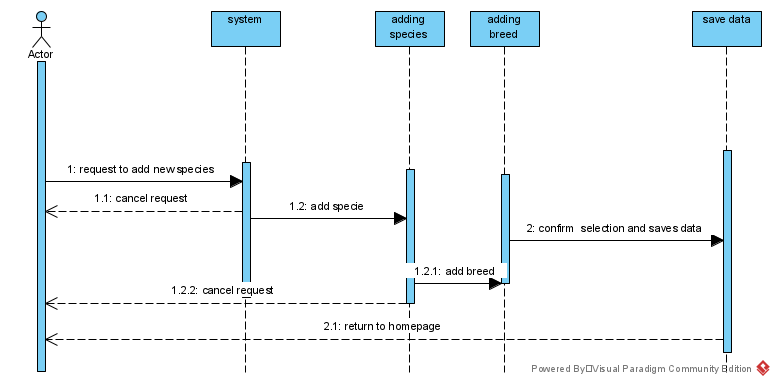 system
adding
species
adding
breed
save data
Actor
1: request to add new species
1.1: cancel request
1.2: add specie
2: confirm selection and saves data
1.2.1: add breed
1.2.2: cancel request
2.1: return to homepage
Powered By Visual Paradigm Community Edition